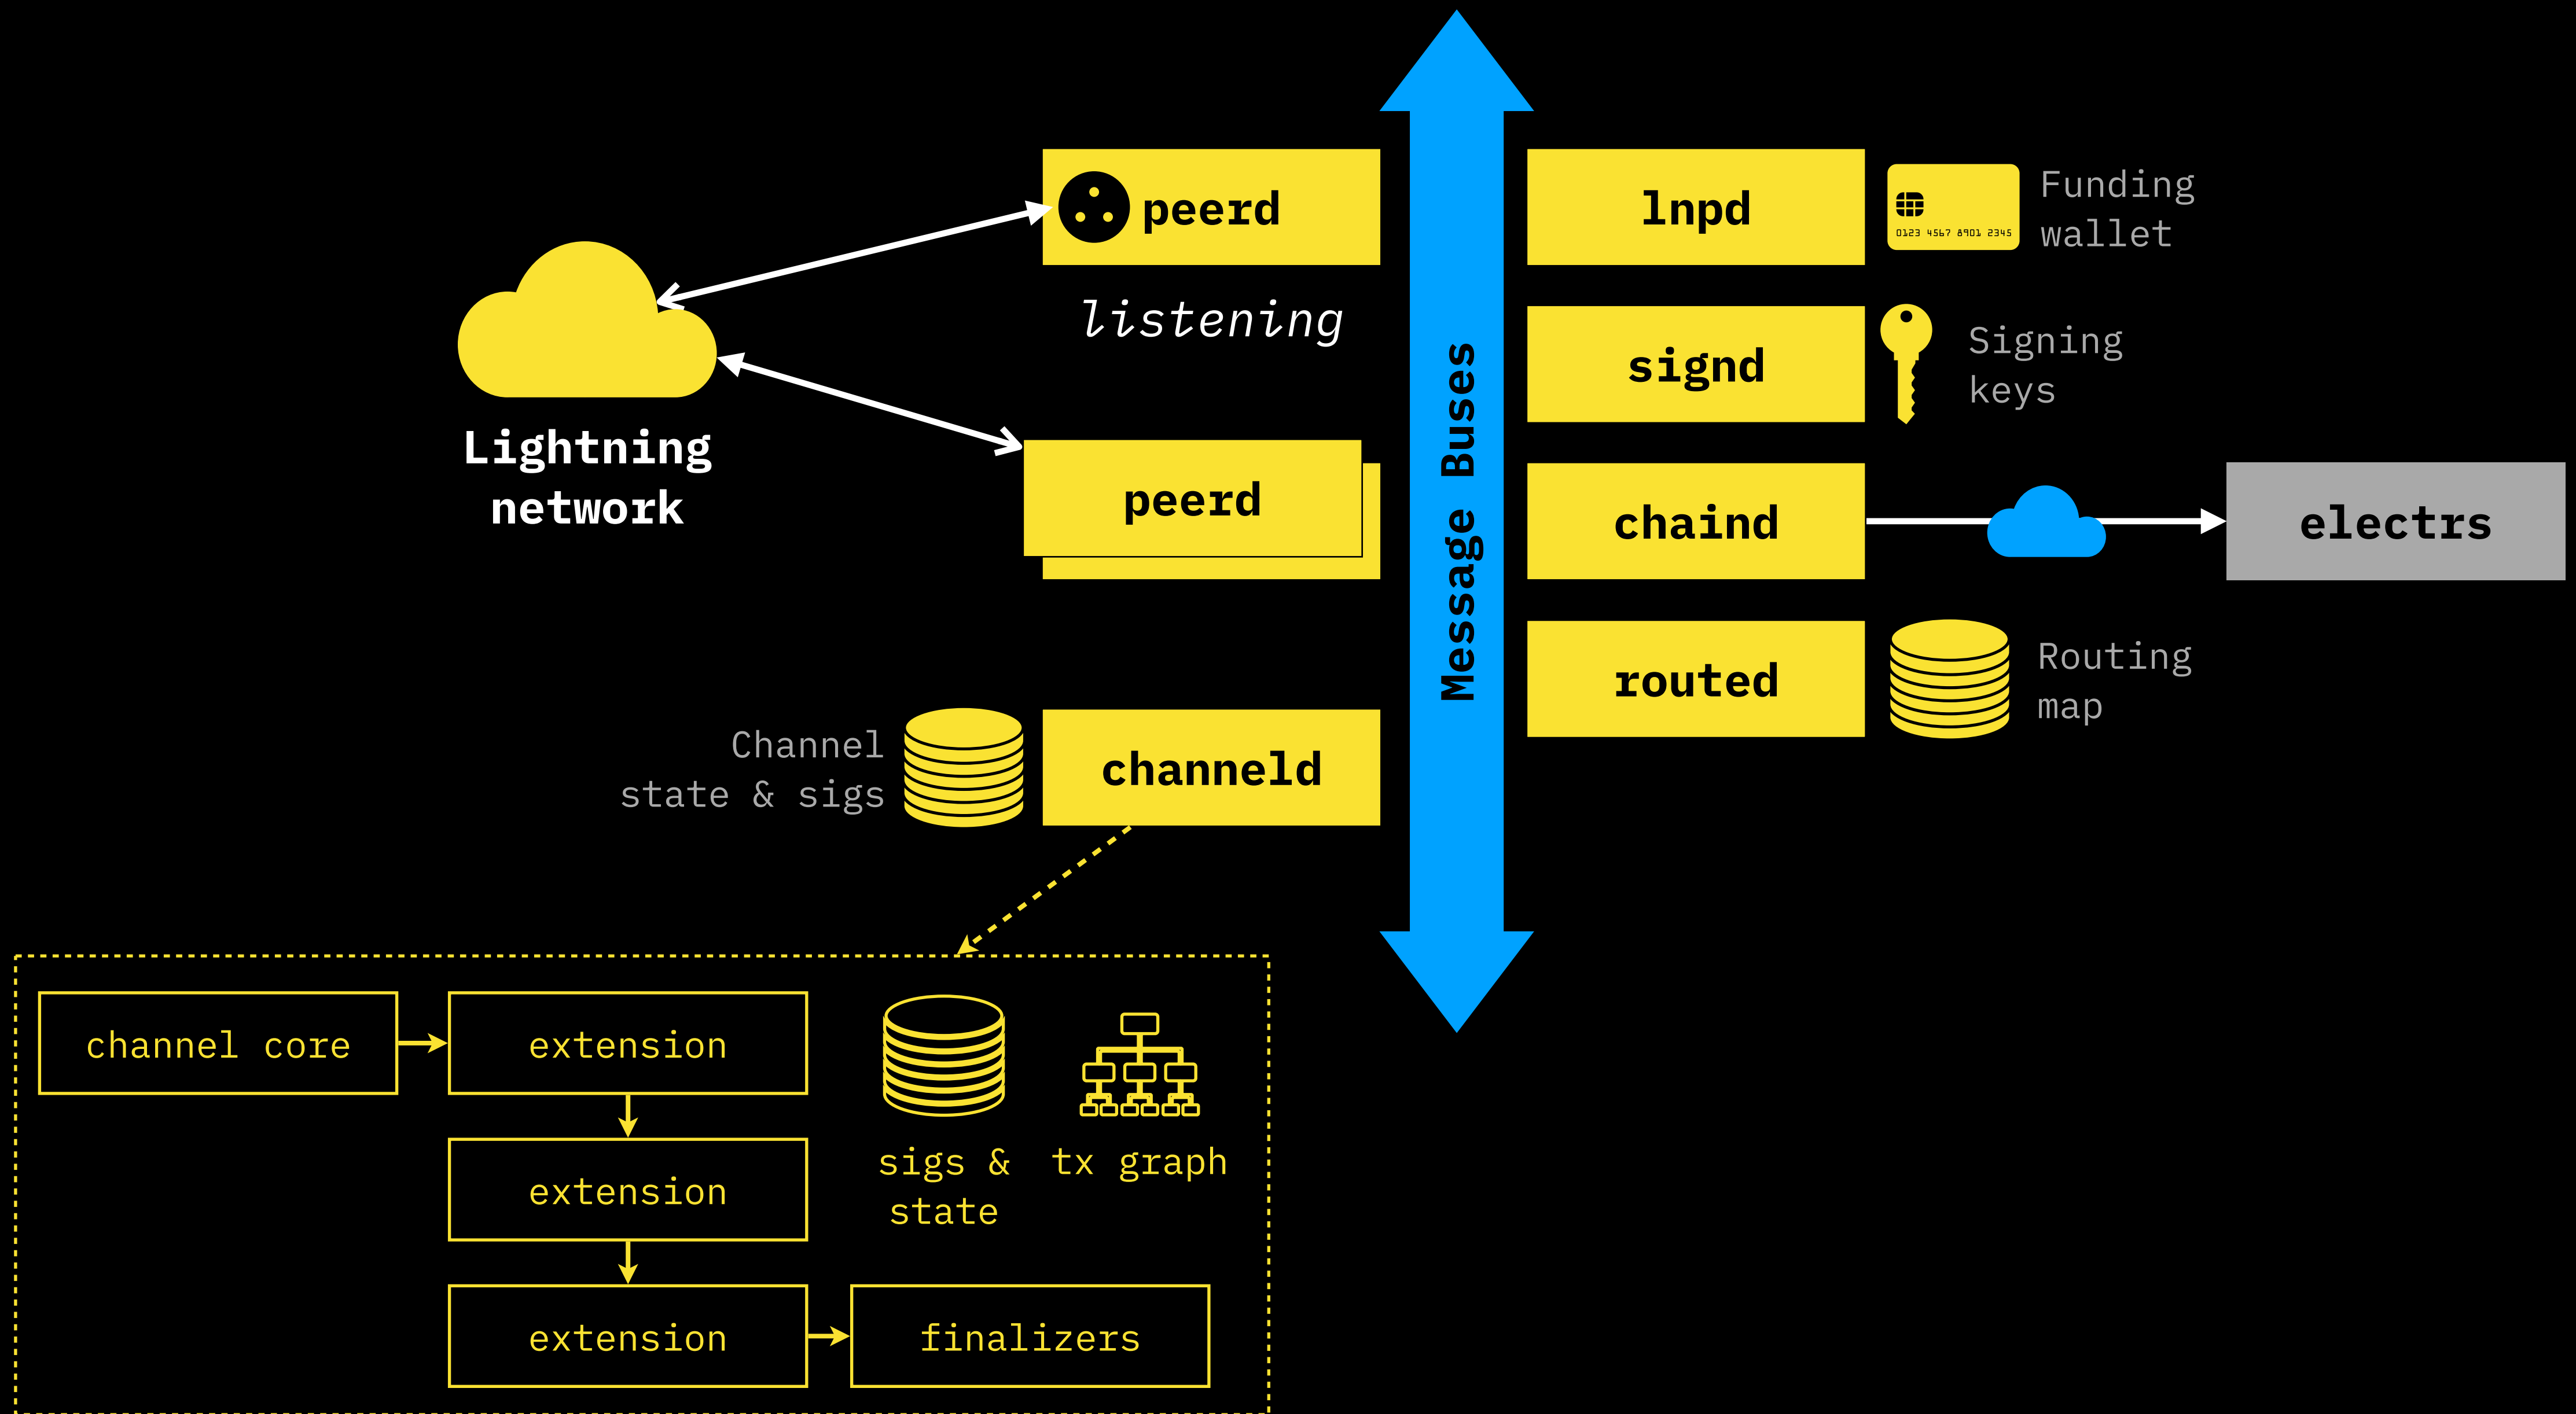 peerd
listening
Lightning
network
peerd
Channel
state & sigs
channeld
Message Buses
lnpd
0123 4567 8901 2345
Funding
wallet
signd
Signing
keys
chaind
electrs
routed
Routing
map
channel core
extension
extension
extension
finalizers
sigs &
state
tx graph